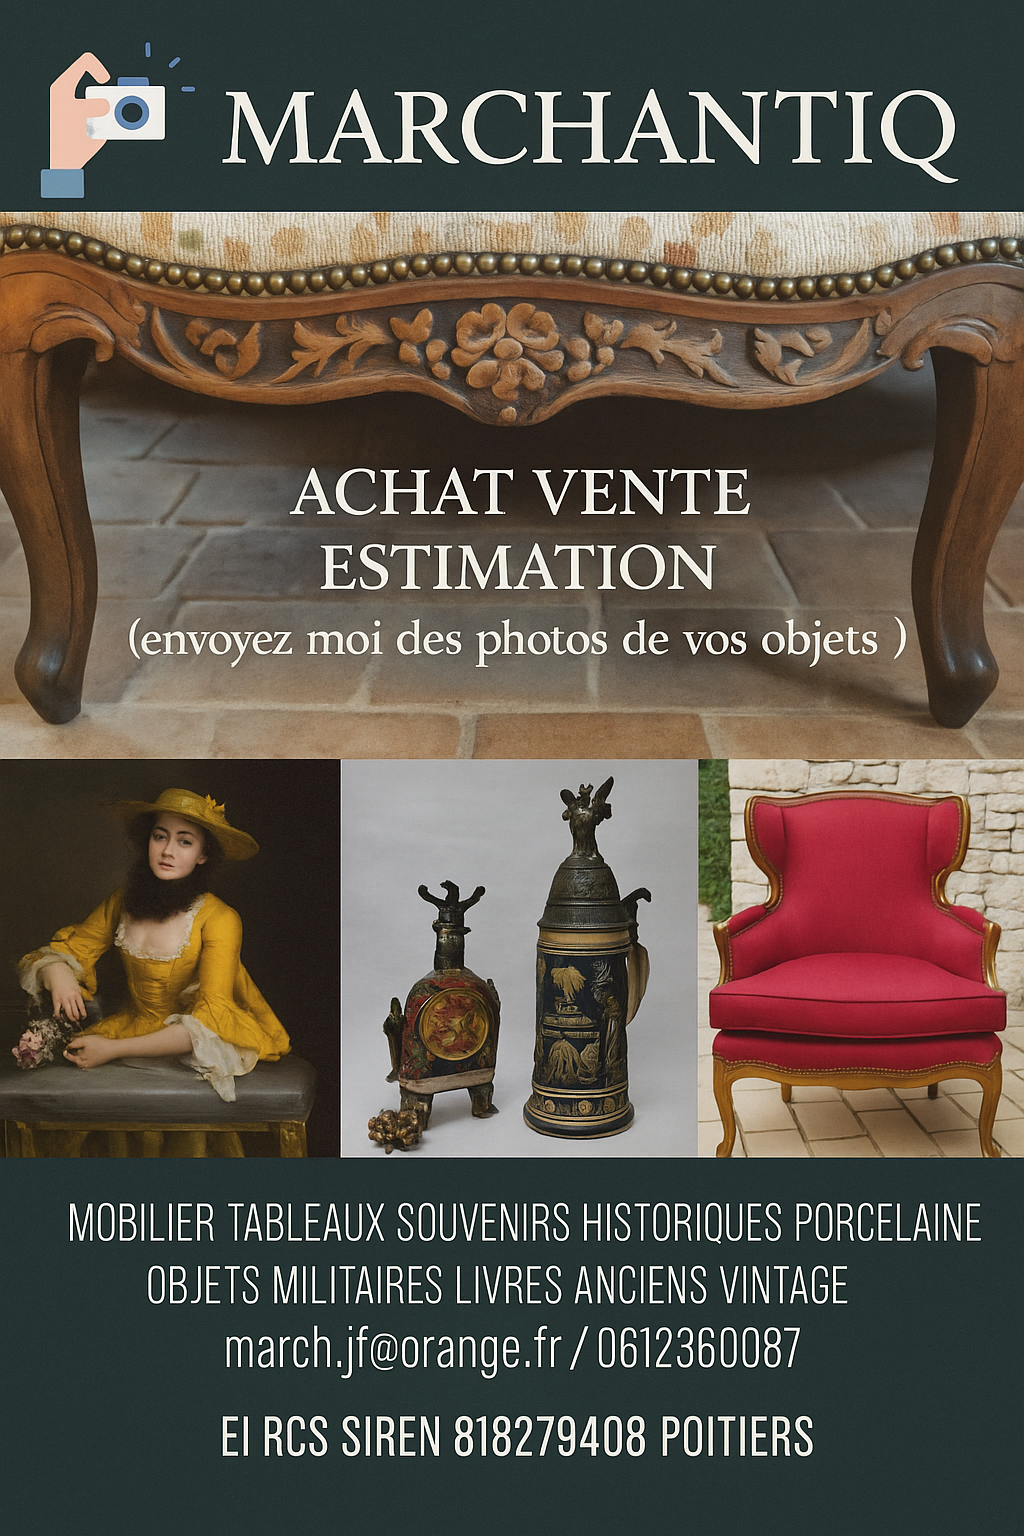 MARCHANTIQ
ACHAT VENTE
ESTIMATION
(envoyez moi des photos de vos objets )
MOBILIER TABLEAUX SOUVENIRS HISTORIQUES PORCELAINE
OBJETS MILITAIRES LIVRES ANCIENS VINTAGE
march.jf@orange.fr / 0612360087
EI RCS SIREN 818279408 POITIERS